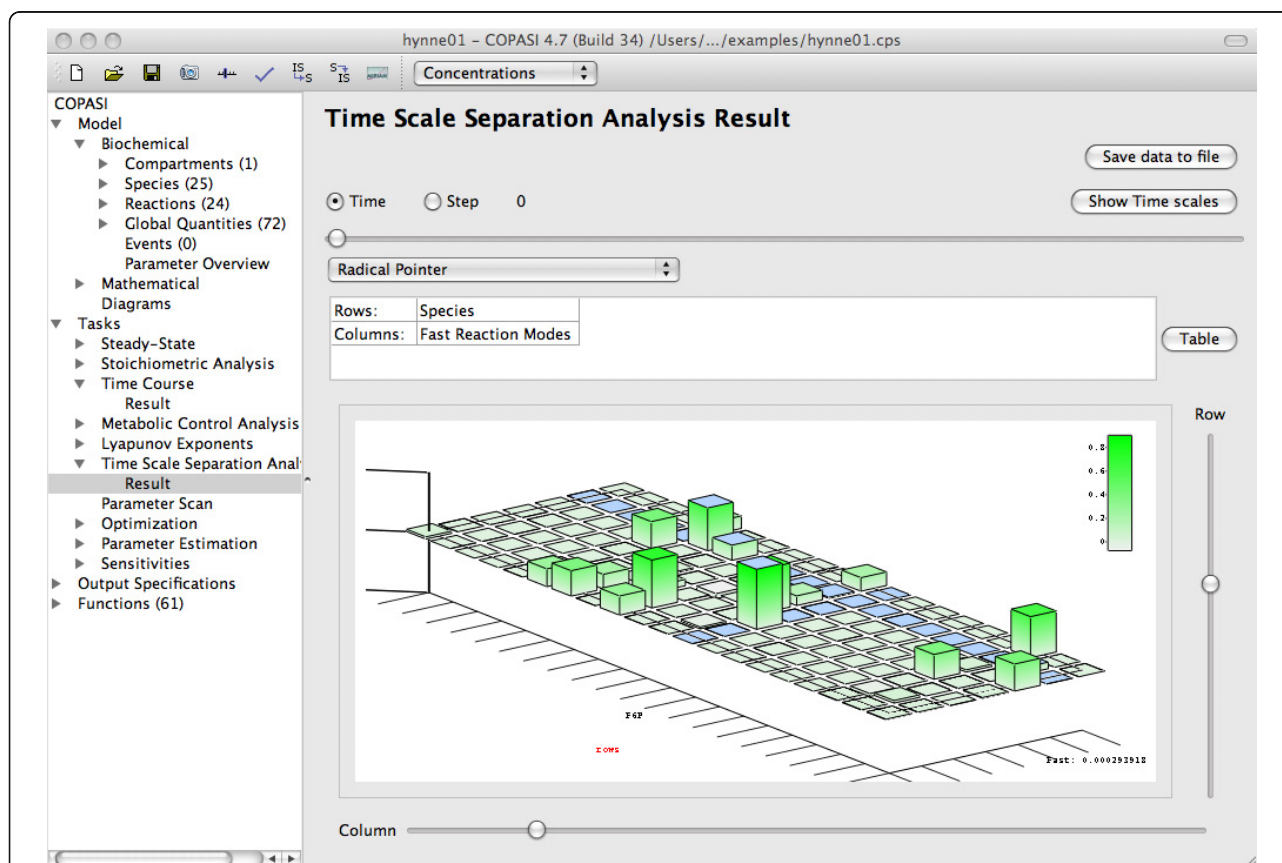 hynne01 – COPASI 4.7 (Build 34) /Users/.../examples/hynne01.cps
IS
S
S
IS
Concentrations
COPASI
Model
Biochemical
Compartments (1)
Species (25)
Reactions (24)
Global Quantities (72)
Events (0)
Parameter Overview
Mathematical
Diagrams
Tasks
Steady-State
Stoichiometric Analysis
Time Course
Result
Metabolic Control Analysis
Lyapunov Exponents
Time Scale Separation Anal
Result
Parameter Scan
Optimization
Parameter Estimation
Sensitivities
Output Specifications
Functions (61)
Time Scale Separation Analysis Result
Save data to file
Time Step 0
Show Time scales
Radical Pointer
Rows: Species
Columns: Fast Reaction Modes
Table
Row
0.8
0.6
0.4
0.2
0
F6P
rows
Fast: 0.000293918
Column